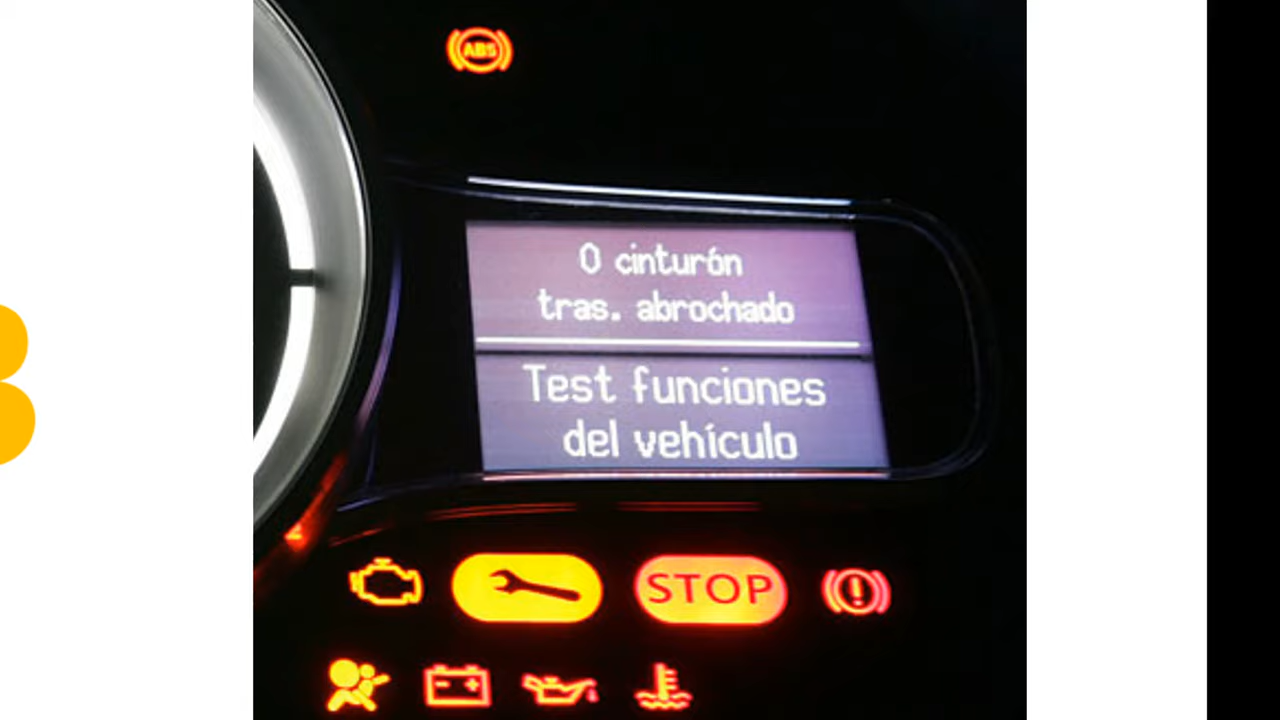 ABS
0 cinturón
tras. abrochado
Test funciones
del vehículo
STOP